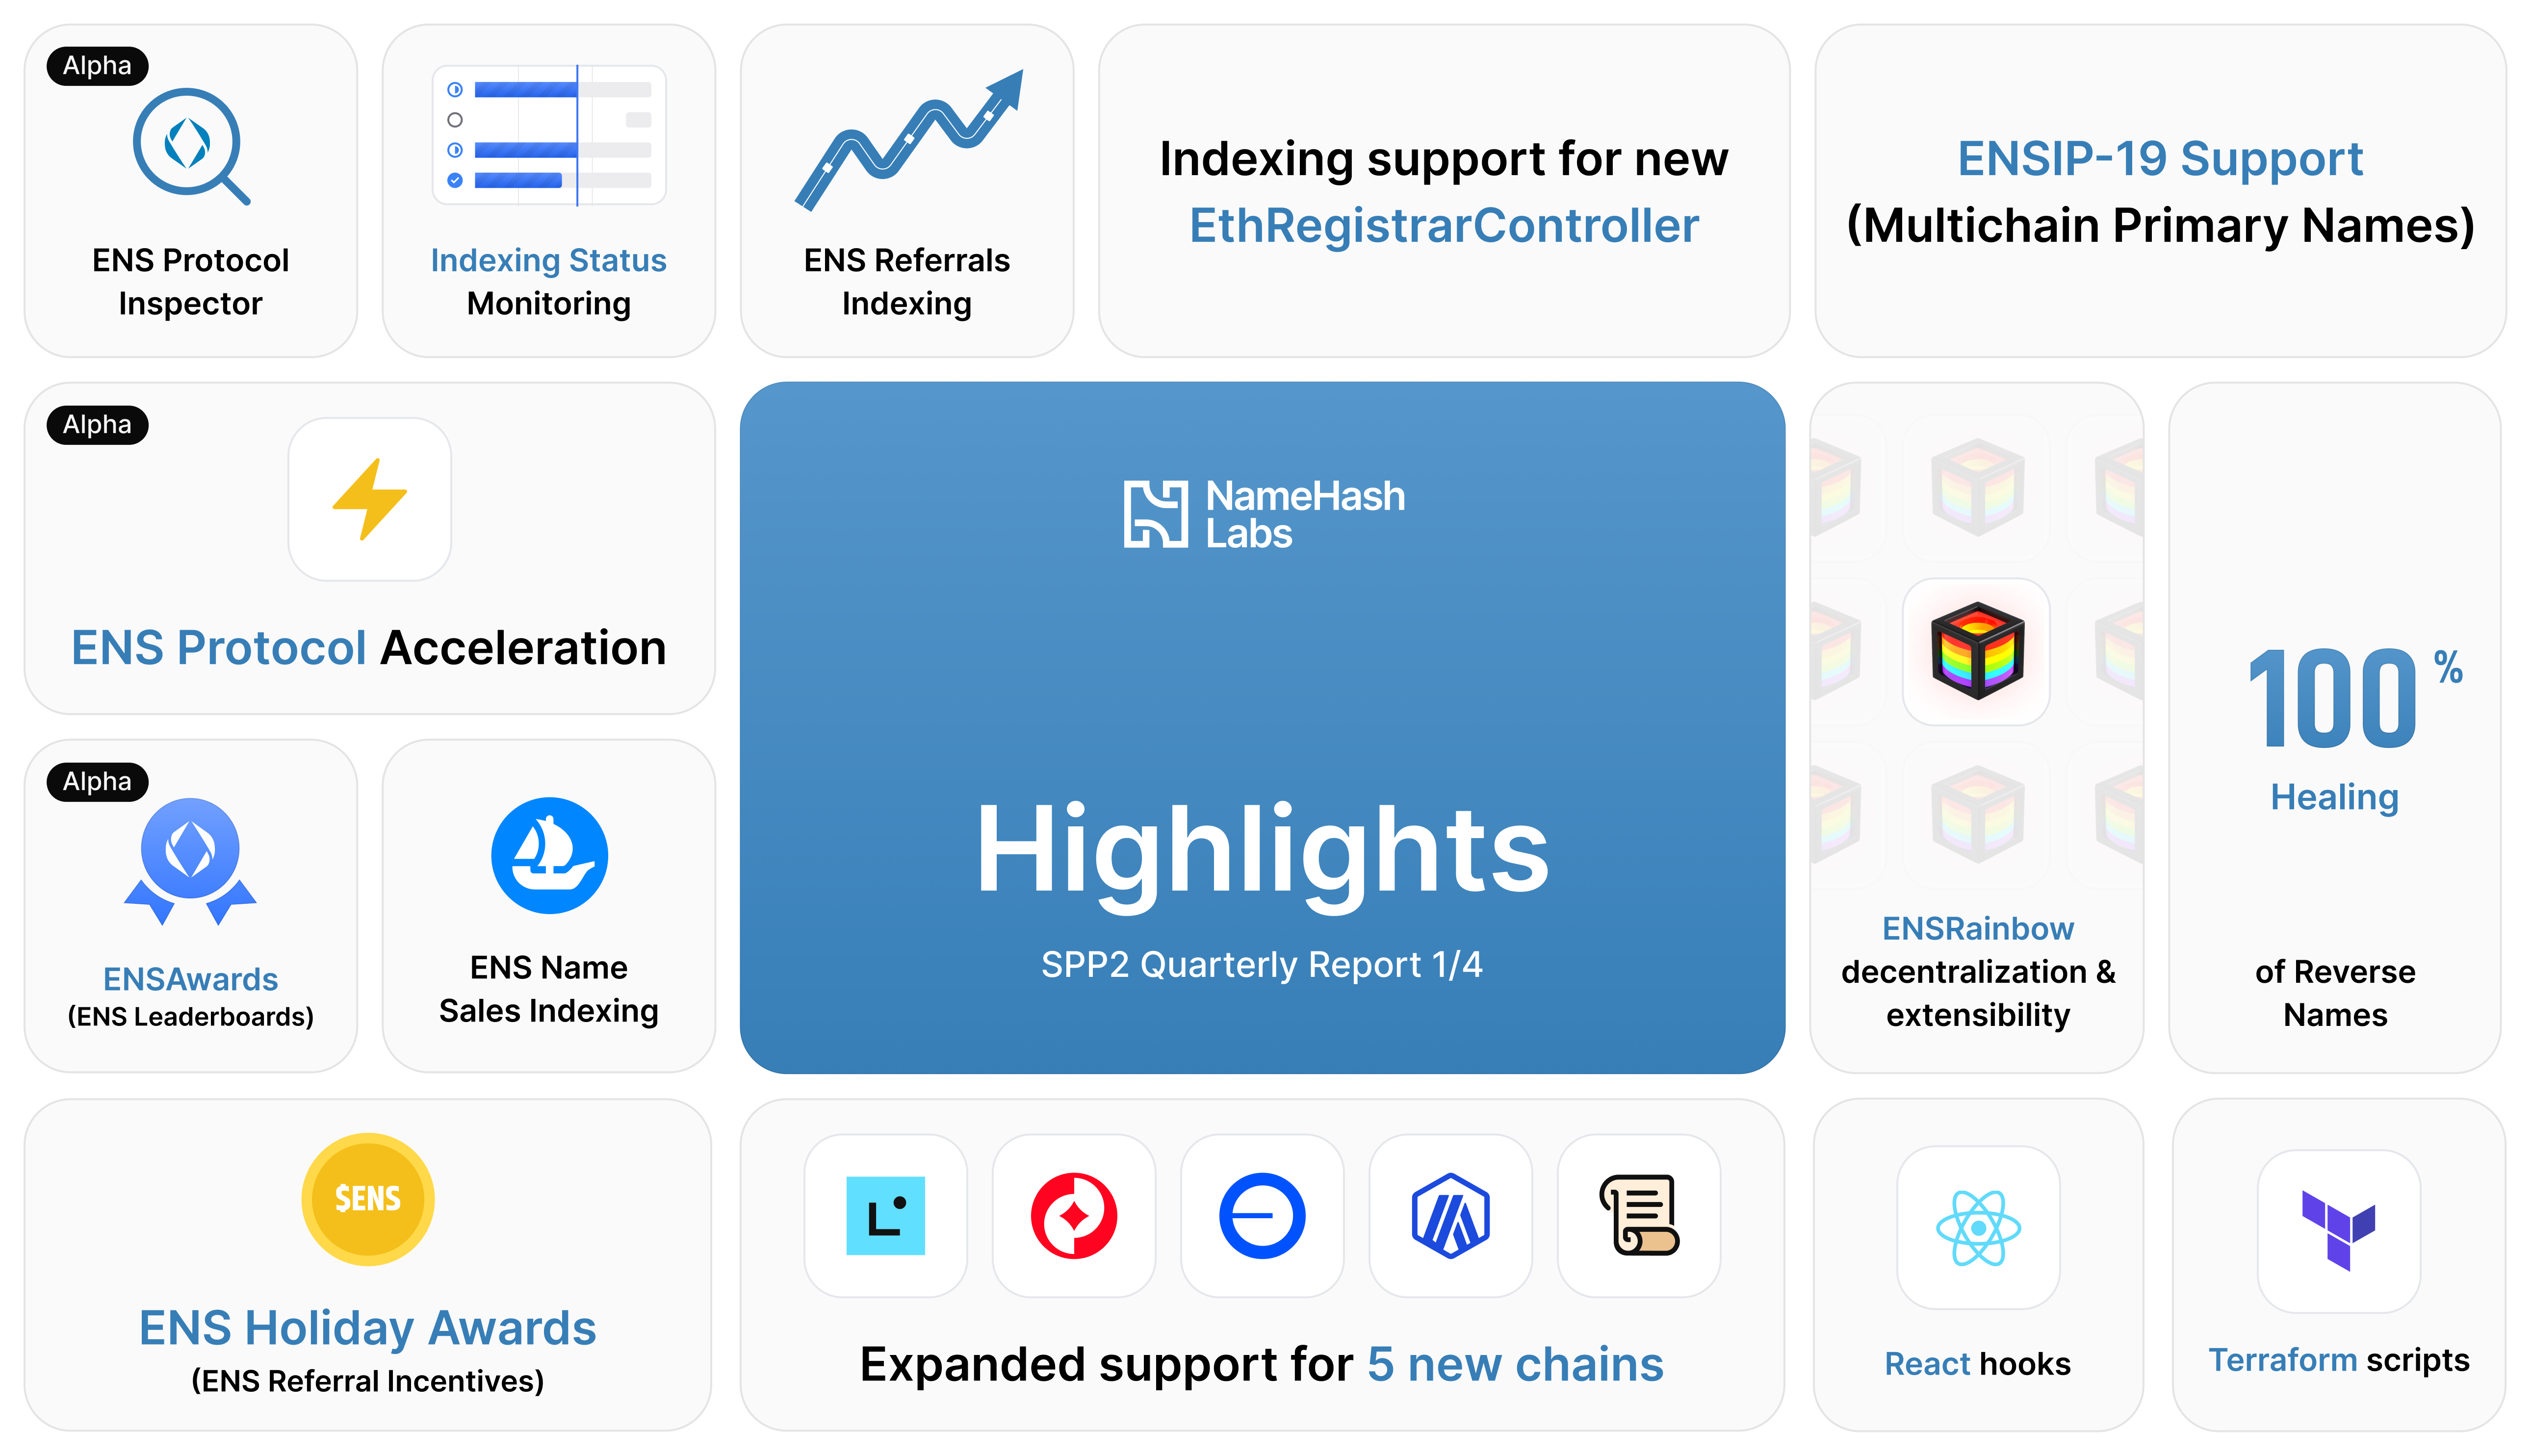 Alpha
ENS Protocol
Inspector
Indexing Status
Monitoring
ENS Referrals
Indexing
Indexing support for new
EthRegistrarController
ENSIP-19 Support
(Multichain Primary Names)
Alpha
ENS Protocol Acceleration
Alpha
ENSAwards
(ENS Leaderboards)
ENS Name
Sales Indexing
NameHash
Labs
Highlights
SPP2 Quarterly Report 1/4
ENSRainbow
decentralization &
extensibility
100%
Healing
of Reverse
Names
$ENS
ENS Holiday Awards
(ENS Referral Incentives)
L
Expanded support for 5 new chains
React hooks
Terraform scripts